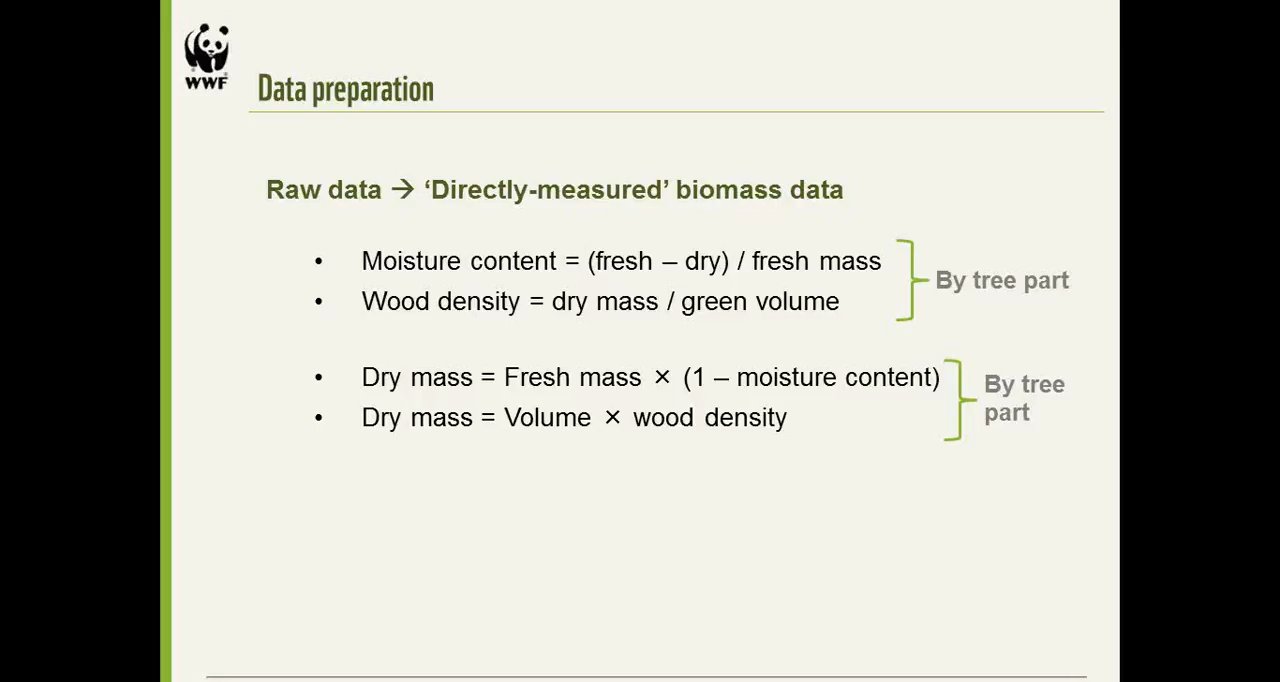 WWF
Data preparation
Raw data → ‘Directly-measured’ biomass data
• Moisture content = (fresh – dry) / fresh mass
• Wood density = dry mass / green volume
By tree part
• Dry mass = Fresh mass × (1 – moisture content)
• Dry mass = Volume × wood density
By tree
part